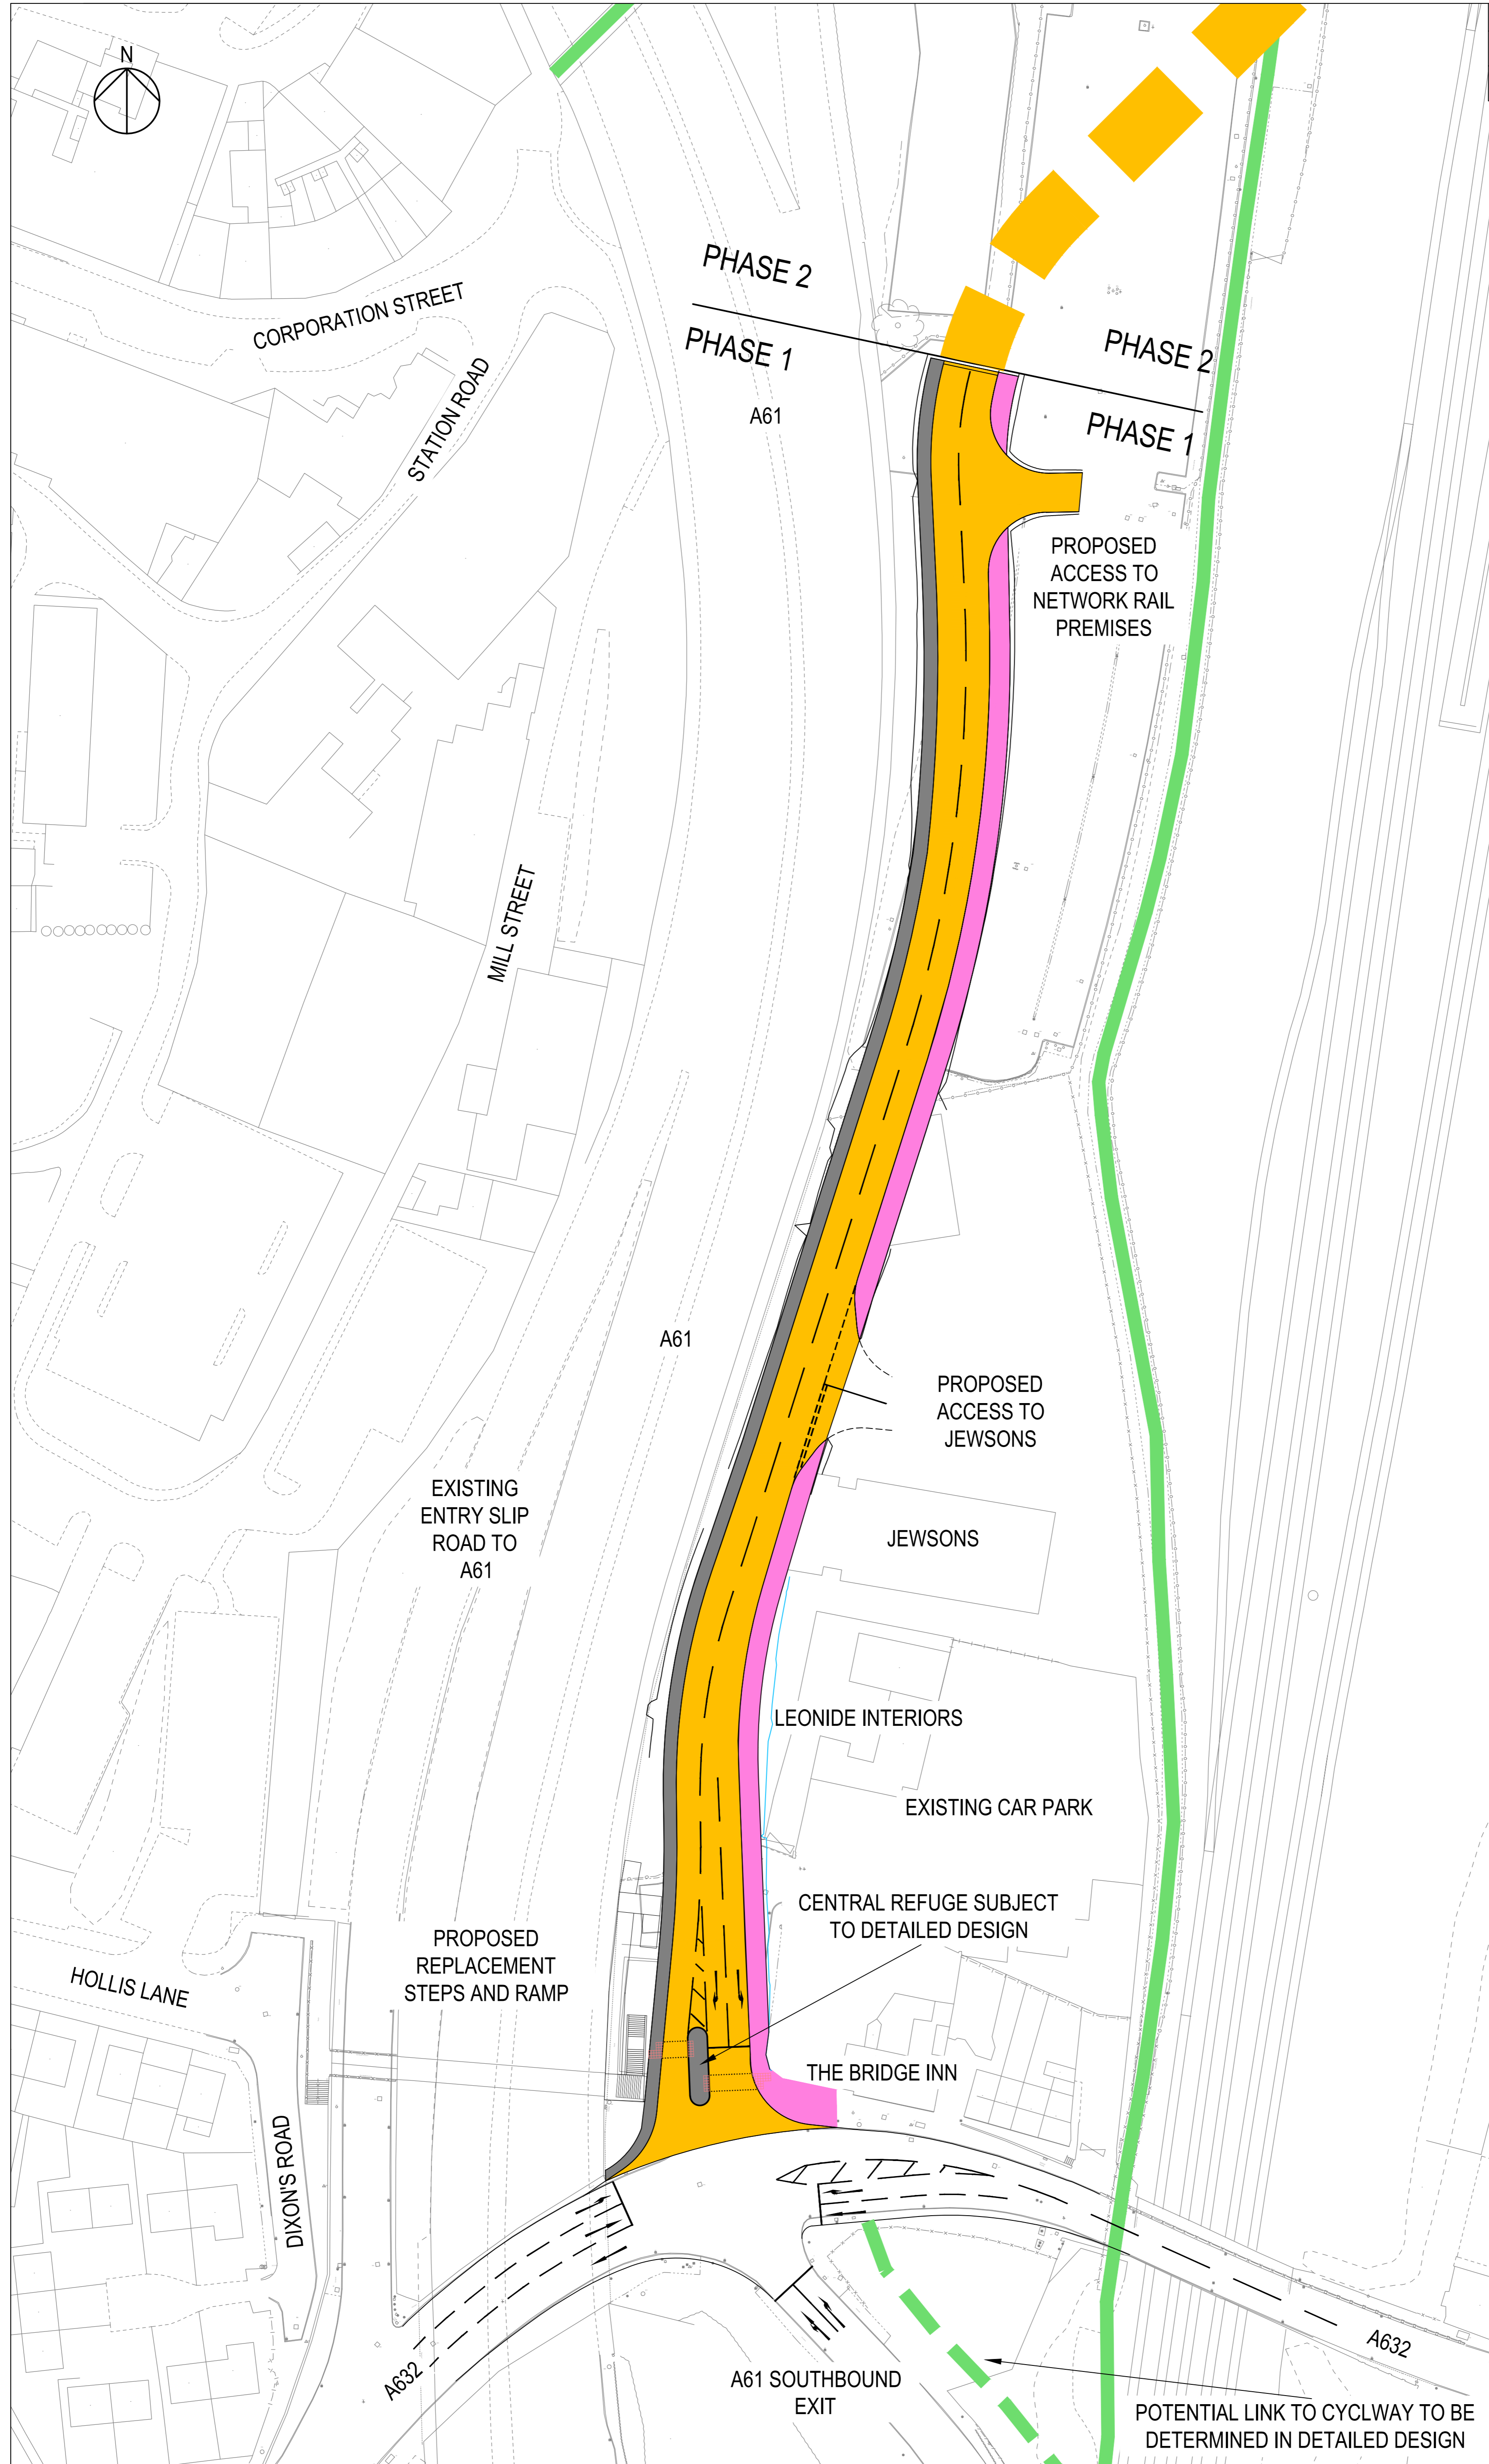 N
PHASE 2
PHASE 1
CORPORATION STREET
PHASE 2
PHASE 1
STATION ROAD
A61
PROPOSED
ACCESS TO
NETWORK RAIL
PREMISES
MILL STREET
A61
PROPOSED
ACCESS TO
JEWSONS
EXISTING
ENTRY SLIP
ROAD TO
A61
JEWSONS
LEONIDE INTERIORS
EXISTING CAR PARK
CENTRAL REFUGE SUBJECT
TO DETAILED DESIGN
PROPOSED
REPLACEMENT
STEPS AND RAMP
HOLLIS LANE
THE BRIDGE INN
DIXON'S ROAD
A632
A632
A61 SOUTHBOUND
EXIT
POTENTIAL LINK TO CYCLWAY TO BE
DETERMINED IN DETAILED DESIGN